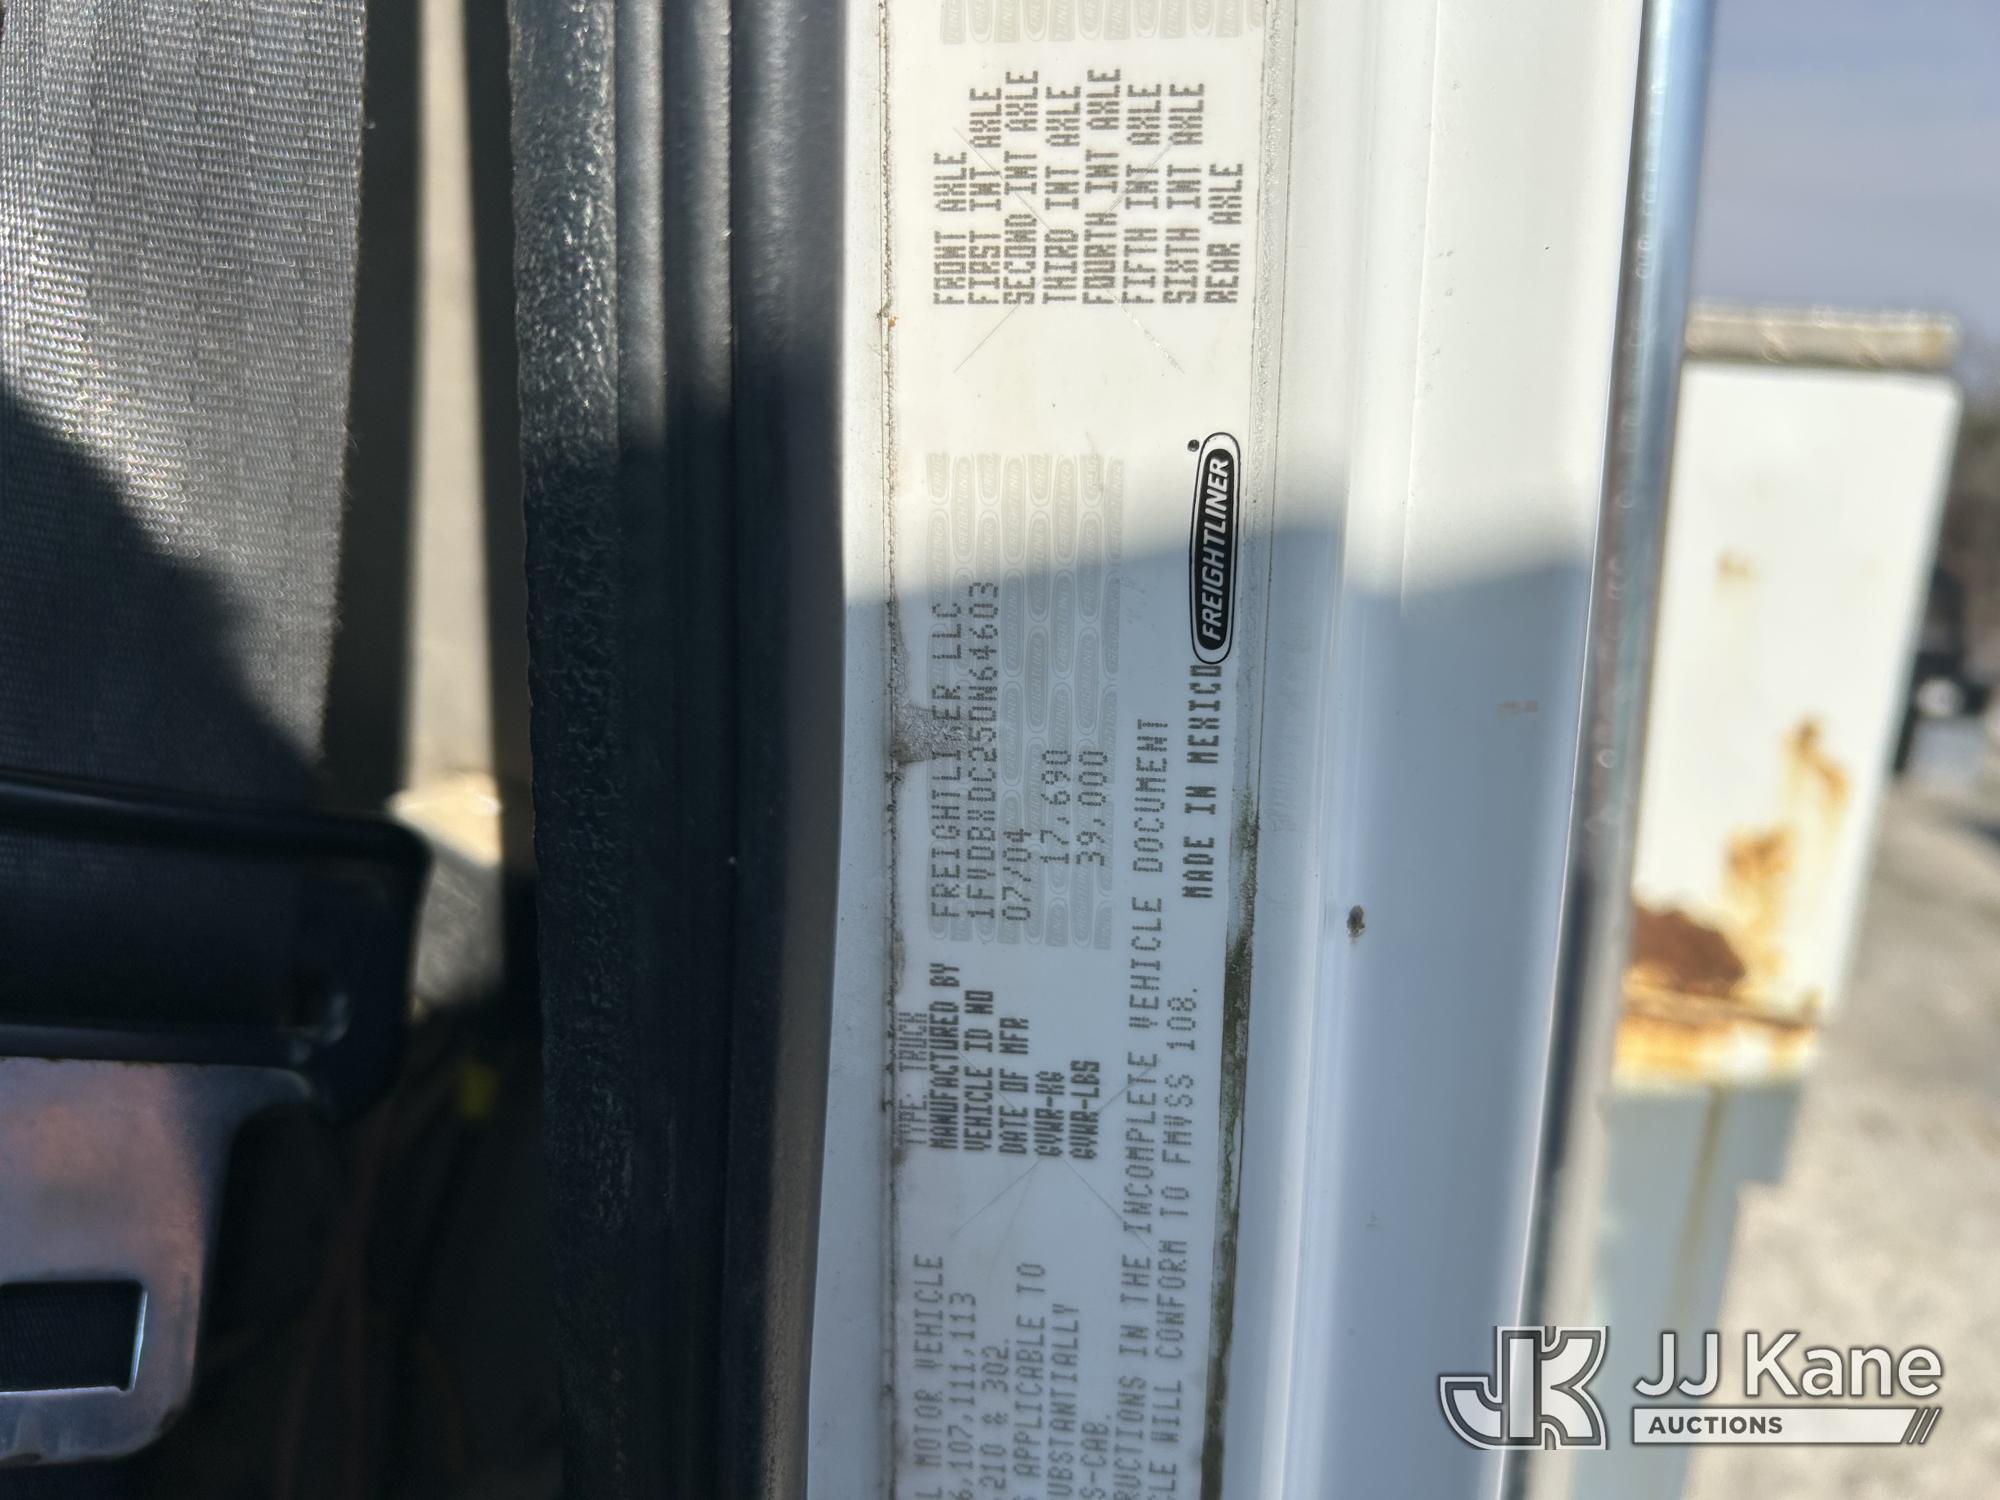 L MOTOR VEHICLE
6,107,111,113
210 & 302.
S APPLICABLE TO
UBSTANTIALLY
S-CAB.
RUCTIONS IN THE INCOMPLETE VEHICLE DOCUMENT
CLE WILL CONFORM TO FMVSS 108.
TYPE: TRUCK
MANUFACTURED BY FREIGHTLINER LLC
VEHICLE ID NO 1FVDBXDC25DN64603
DATE OF MFR 07/04
GVWR-KG 17,690
GVWR-LBS 39,000
MADE IN MEXICO
FREIGHTLINER
FRONT AXLE
FIRST INT AXLE
SECOND INT AXLE
THIRD INT AXLE
FOURTH INT AXLE
FIFTH INT AXLE
SIXTH INT AXLE
REAR AXLE
JK JJ Kane
AUCTIONS